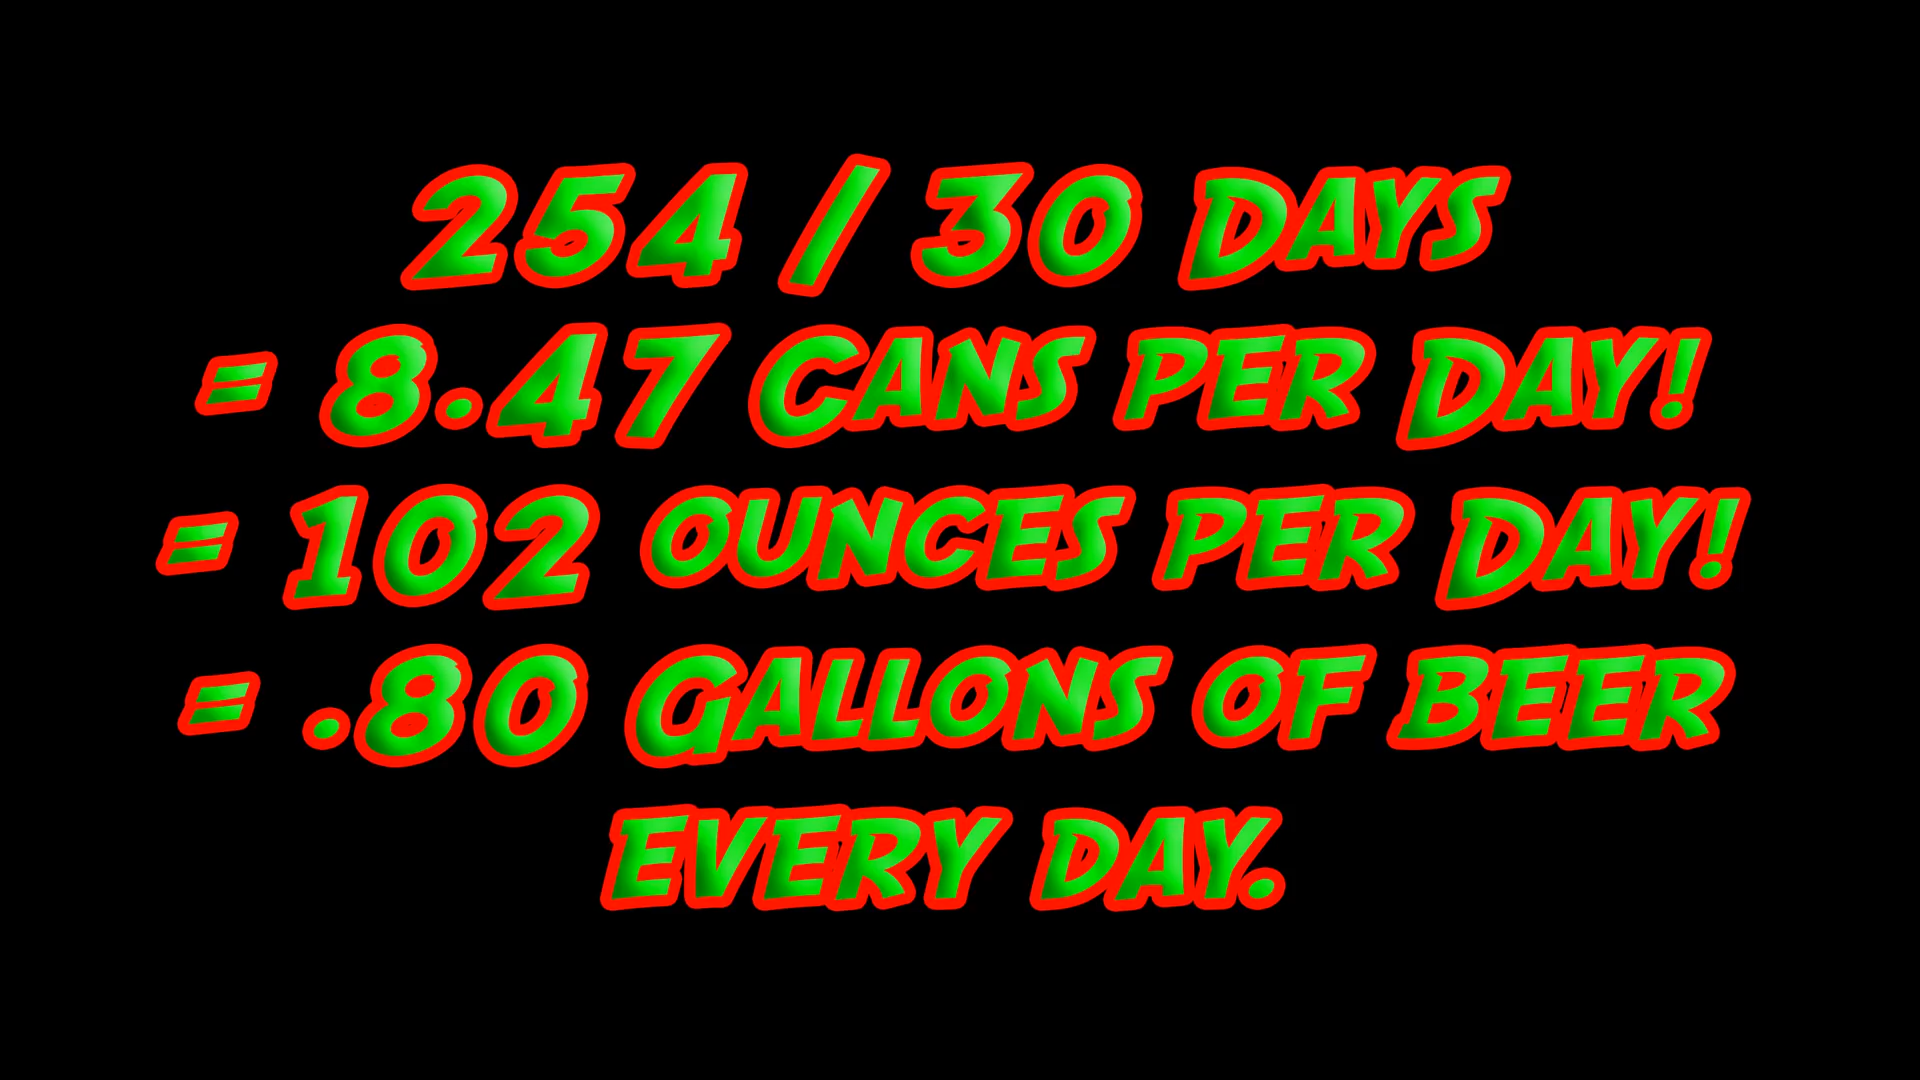 254 / 30 Days
= 8.47 Cans per Day!
= 102 ounces per Day!
= .80 Gallons of beer
every day.